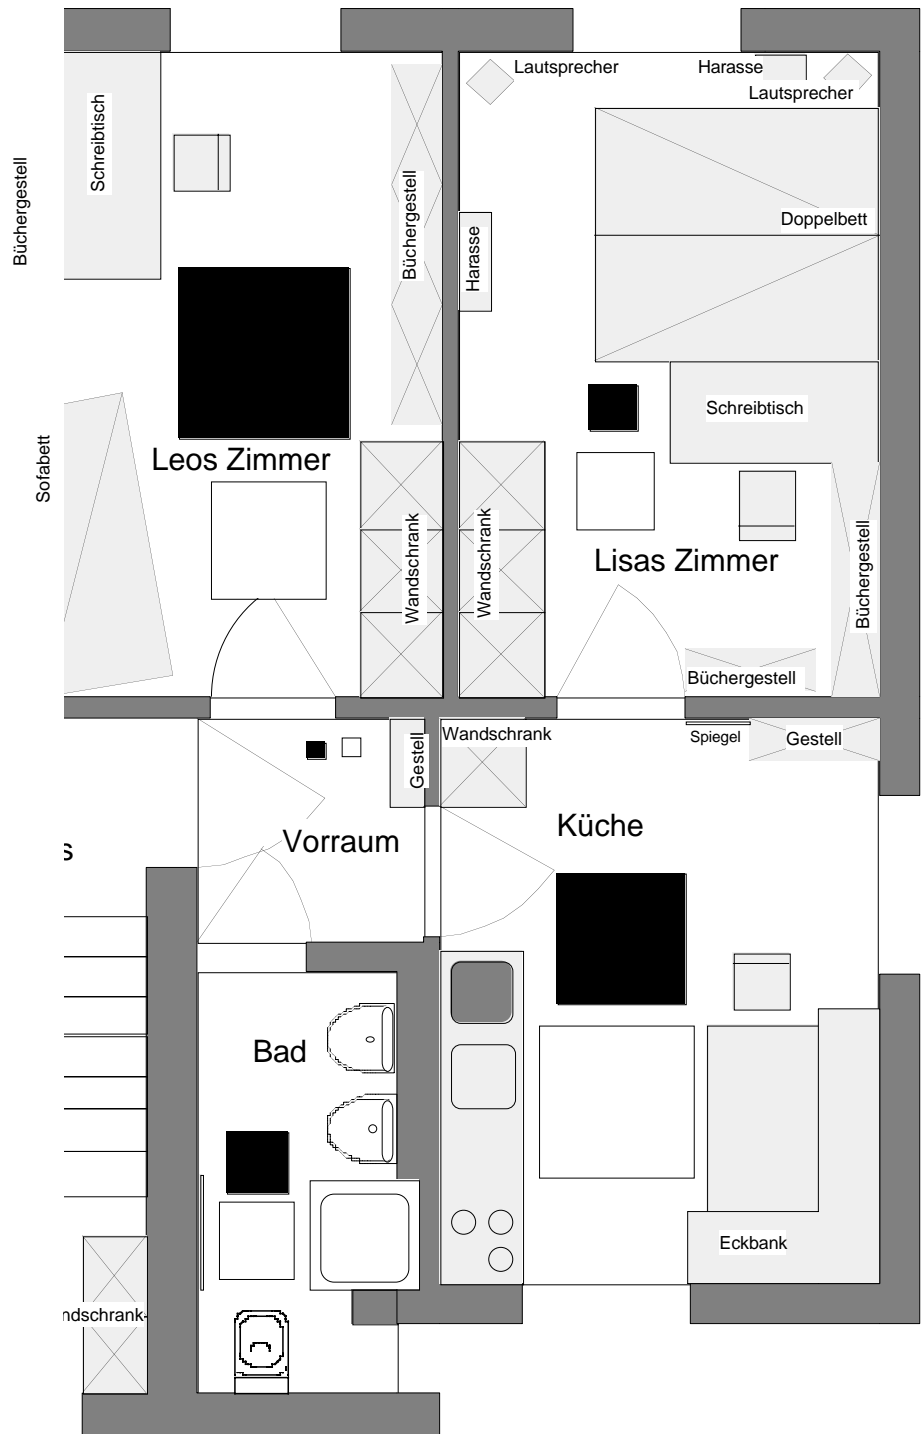 Lautsprecher
Harasse
Lautsprecher
Schreibtisch
Büchergestell
Büchergestell
Doppelbett
Harasse
Schreibtisch
Sofabett
Leos Zimmer
Wandschrank
Wandschrank
Lisas Zimmer
Büchergestell
Büchergestell
Gestell
Wandschrank
Spiegel
Gestell
Vorraum
Küche
s
Bad
Eckbank
ndschrank-